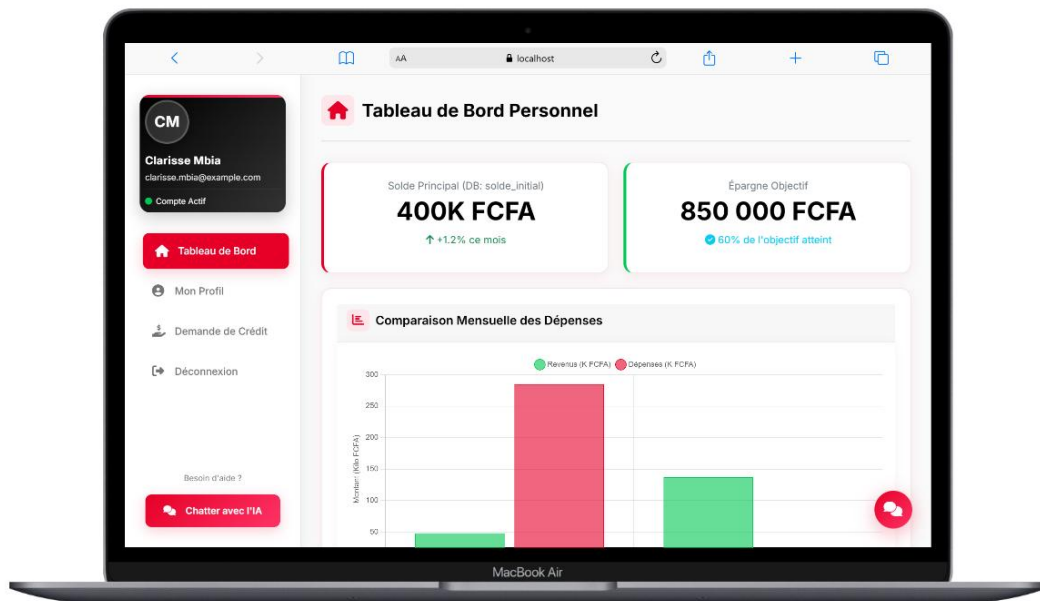 AA
localhost
CM
Clarisse Mbia
clarisse.mbia@example.com
Compte Actif
Tableau de Bord
Mon Profil
Demande de Crédit
Déconnexion
Besoin d'aide ?
Chatter avec l'IA
Tableau de Bord Personnel
Solde Principal (DB: solde_initial)
400K FCFA
+1.2% ce mois
Épargne Objectif
850 000 FCFA
60% de l'objectif atteint
Comparaison Mensuelle des Dépenses
Revenus (K FCFA)
Dépenses (K FCFA)
Montant (Kilo FCFA)
300
250
200
150
100
50
MacBook Air